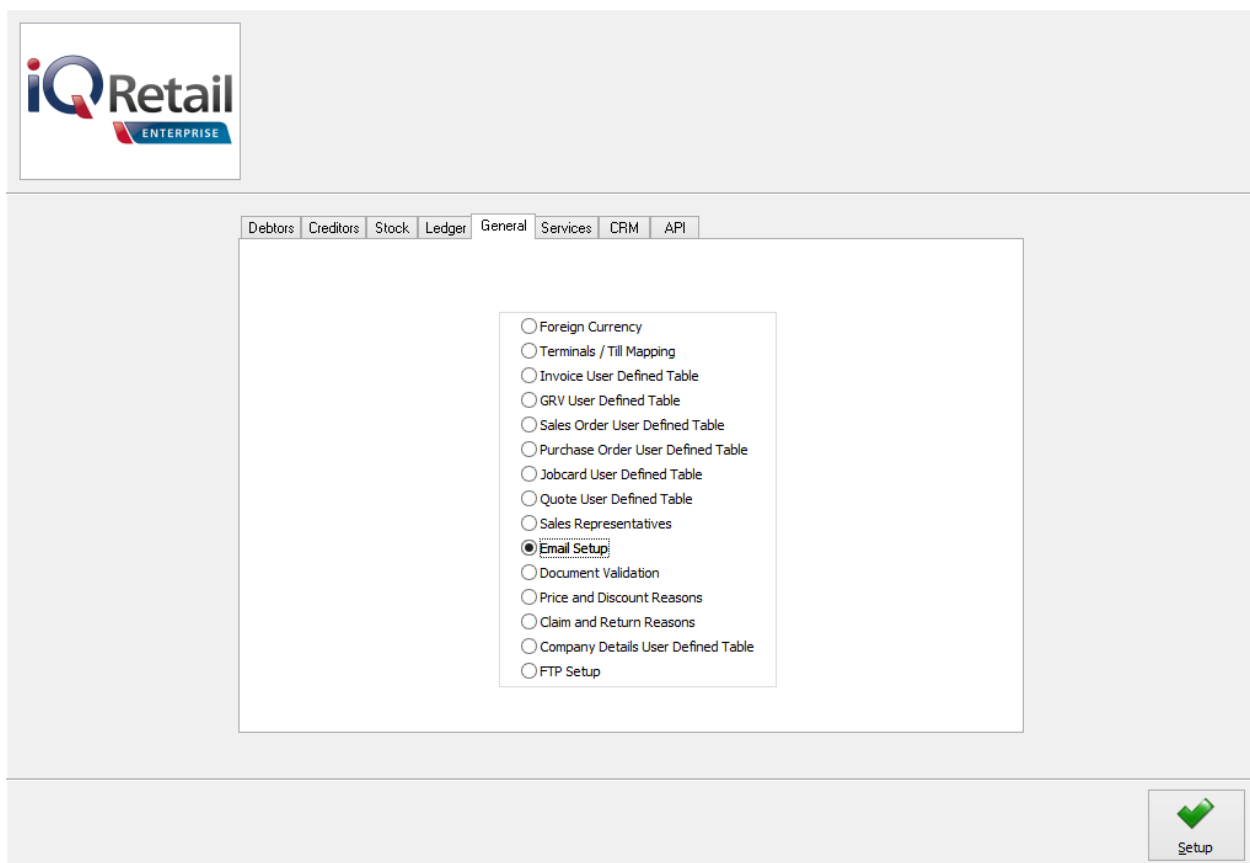 iQ Retail
ENTERPRISE
Debtors Creditors Stock Ledger General Services CRM API
Foreign Currency
Terminals / Till Mapping
Invoice User Defined Table
GRV User Defined Table
Sales Order User Defined Table
Purchase Order User Defined Table
Jobcard User Defined Table
Quote User Defined Table
Sales Representatives
Email Setup
Document Validation
Price and Discount Reasons
Claim and Return Reasons
Company Details User Defined Table
FTP Setup
Setup